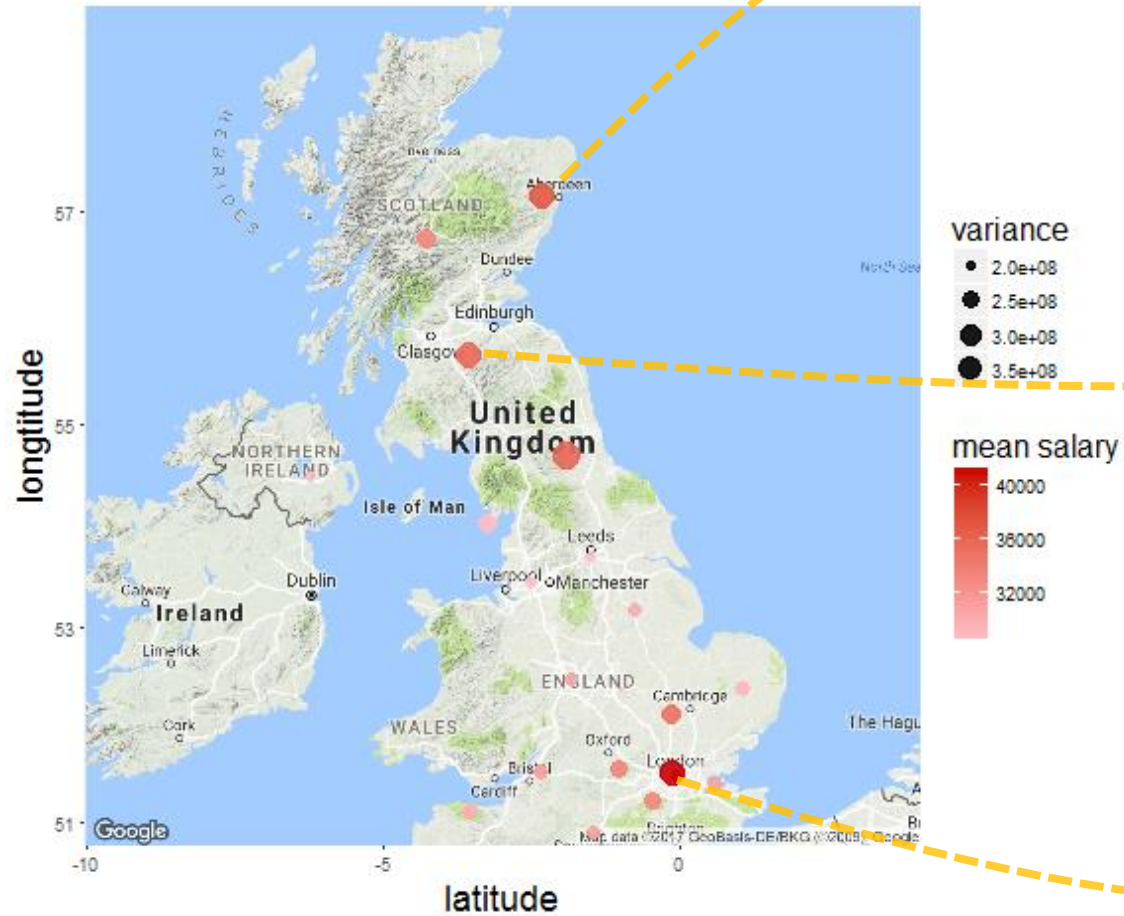 HEBRIDES
Inverness
Aberdeen
SCOTLAND
57
Dundee
North Sea
Edinburgh
Glasgow
longtitude
55
United
Kingdom
NORTHERN
IRELAND
Isle of Man
Leeds
Liverpool
Manchester
Dublin
Galway
Ireland
53
Limerick
ENGLAND
Cambridge
Cork
WALES
The Hagu
Oxford
London
Bristol
Cardiff
51
Google
Map data ©2017 GeoBasis-DE/BKG (©2009), Google
-10
-5
0
latitude
variance
2.0e+08
2.5e+08
3.0e+08
3.5e+08
mean salary
40000
36000
32000